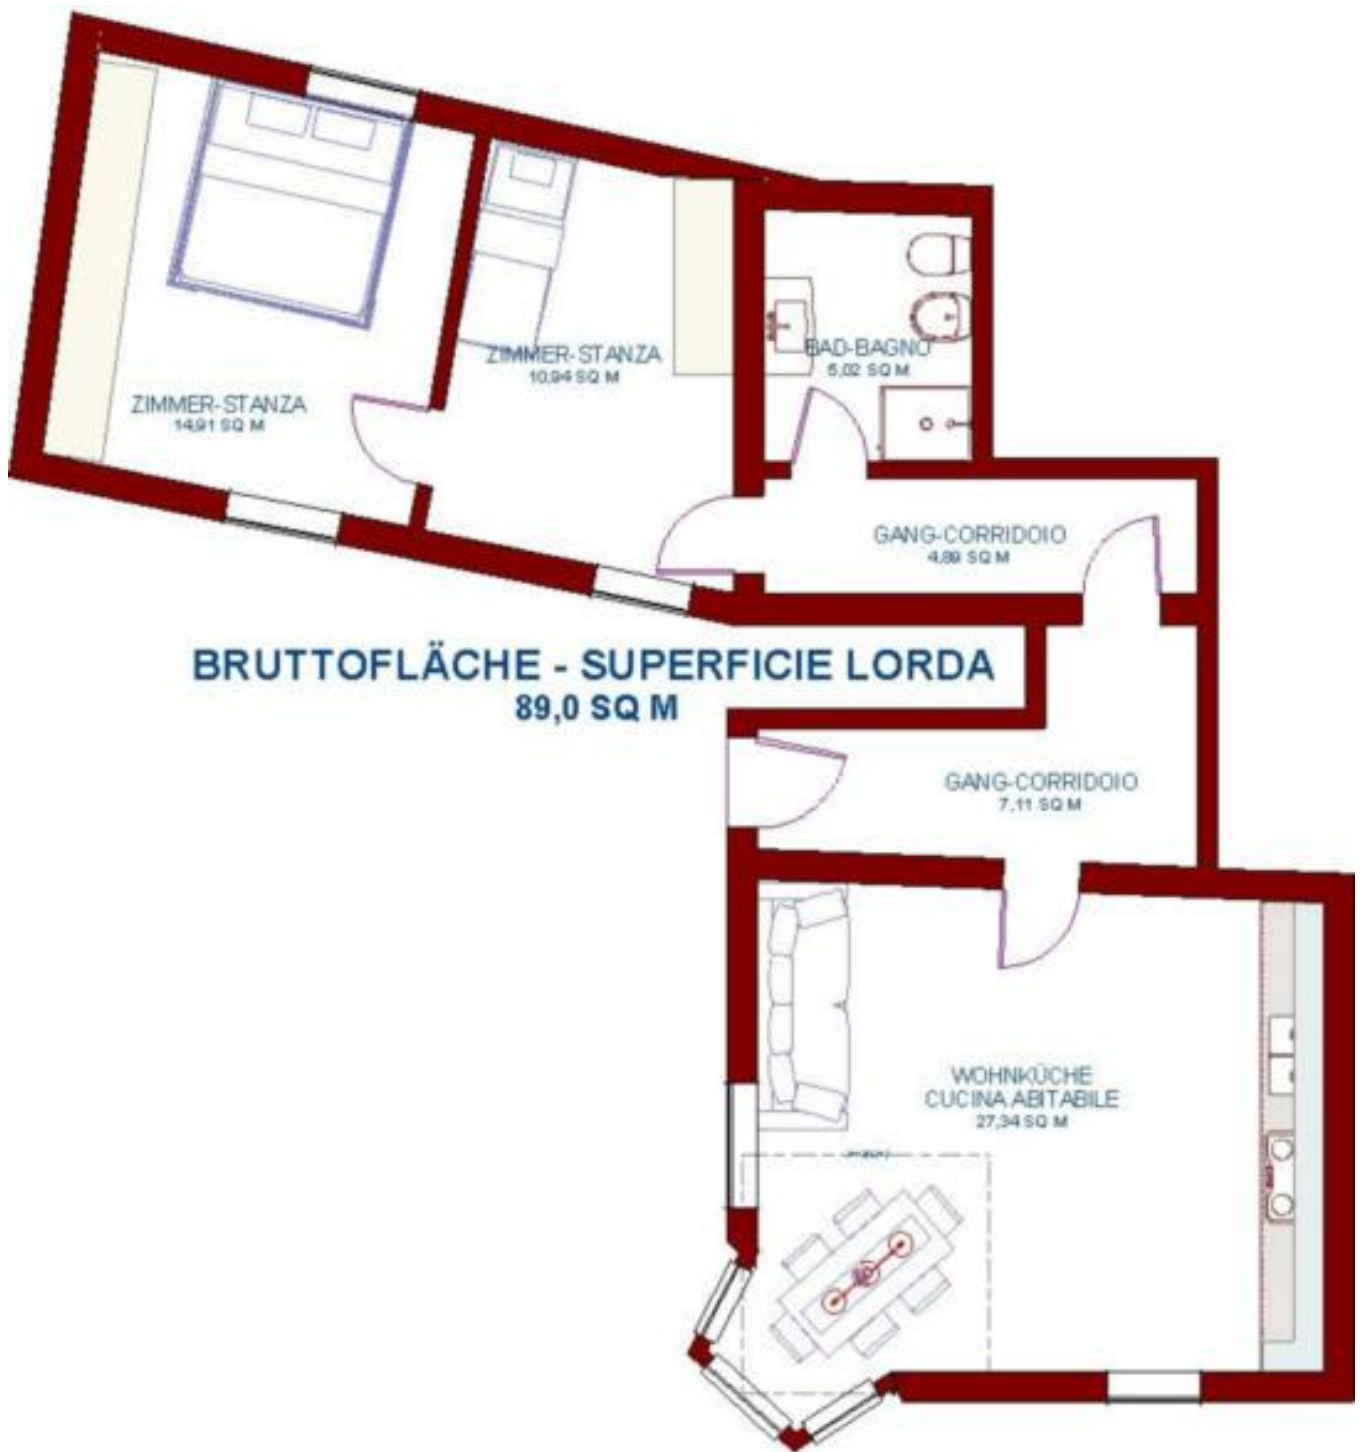 ZIMMER-STANZA
10,94 SQ M
BAD-BAGNO
5,02 SQ M
ZIMMER-STANZA
14,91 SQ M
GANG-CORRIDOIO
4,89 SQ M
BRUTTOFLÄCHE - SUPERFICIE LORDA
89,0 SQ M
GANG-CORRIDOIO
7,11 SQ M
WOHNKÜCHE
CUCINA ABITABILE
27,34 SQ M